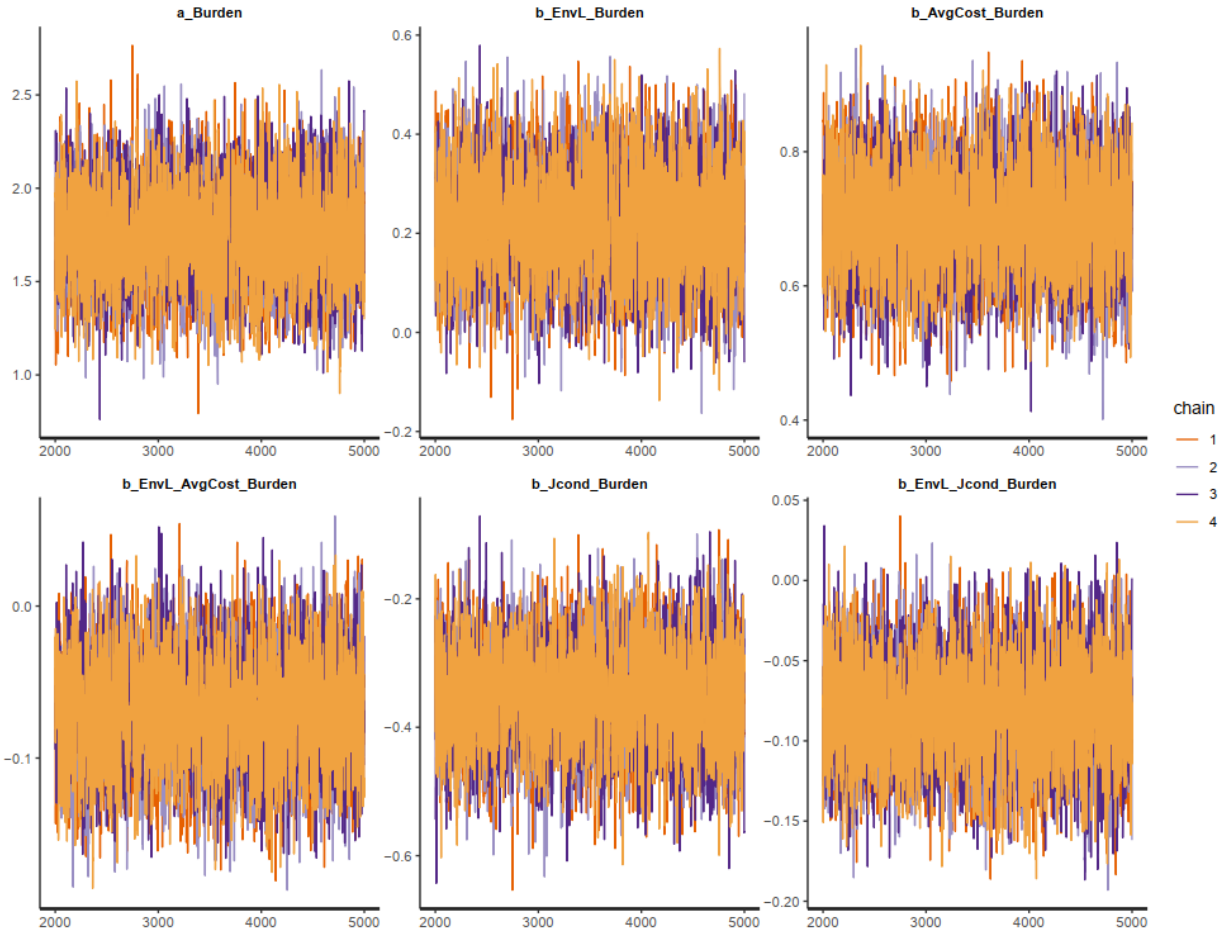 a_Burden
b_EnvL_Burden
b_AvgCost_Burden
2.5
2.0
1.5
1.0
2000 3000 4000 5000
0.6
0.4
0.2
0.0
−0.2
2000 3000 4000 5000
0.8
0.6
0.4
2000 3000 4000 5000
b_EnvL_AvgCost_Burden
b_Jcond_Burden
b_EnvL_Jcond_Burden
0.0
−0.1
2000 3000 4000 5000
−0.2
−0.4
−0.6
2000 3000 4000 5000
0.05
0.00
−0.05
−0.10
−0.15
−0.20
2000 3000 4000 5000
chain
1
2
3
4